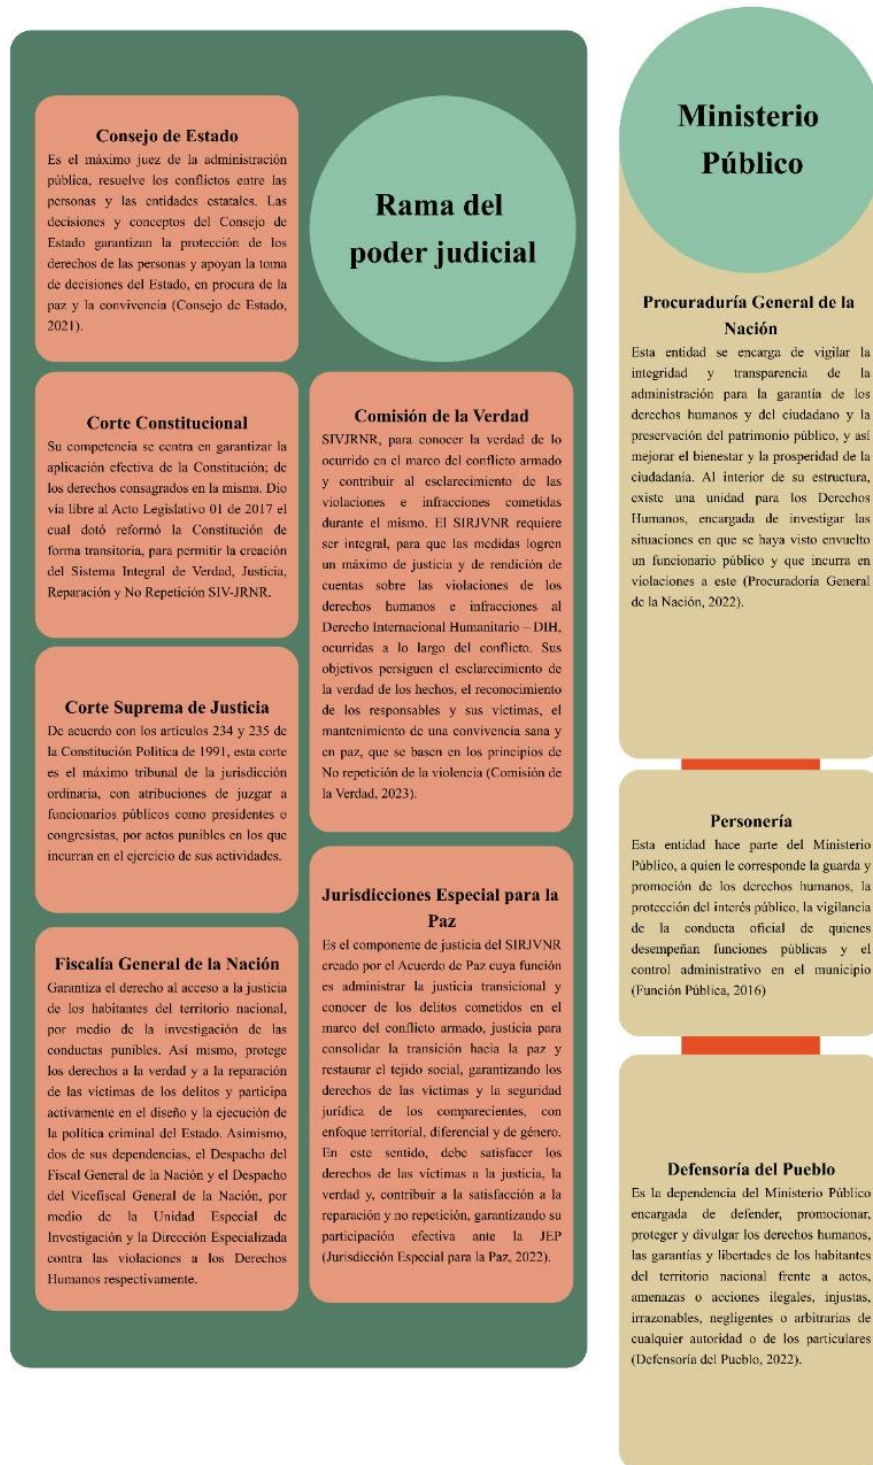 Rama del
poder judicial
Consejo de Estado
Es el máximo juez de la administración
pública, resuelve los conflictos entre las
personas y las entidades estatales. Las
decisiones y conceptos del Consejo de
Estado garantizan la protección de los
derechos de las personas y apoyan la toma
de decisiones del Estado, en procura de la
paz y la convivencia (Consejo de Estado,
2021).
Corte Constitucional
Su competencia se centra en garantizar la
aplicación efectiva de la Constitución; de
los derechos consagrados en la misma. Dio
vía libre al Acto Legislativo 01 de 2017 el
cual dotó reformó la Constitución de
forma transitoria, para permitir la creación
del Sistema Integral de Verdad, Justicia,
Reparación y No Repetición SIV-JRNR.
Corte Suprema de Justicia
De acuerdo con los artículos 234 y 235 de
la Constitución Política de 1991, esta corte
es el máximo tribunal de la jurisdicción
ordinaria, con atribuciones de juzgar a
funcionarios públicos como presidentes o
congresistas, por actos punibles en los que
incurran en el ejercicio de sus actividades.
Fiscalía General de la Nación
Garantiza el derecho al acceso a la justicia
de los habitantes del territorio nacional,
por medio de la investigación de las
conductas punibles. Así mismo, protege
los derechos a la verdad y a la reparación
de las víctimas de los delitos y participa
activamente en el diseño y la ejecución de
la política criminal del Estado. Asimismo,
dos de sus dependencias, el Despacho del
Fiscal General de la Nación y el Despacho
del Vicefiscal General de la Nación, por
medio de la Unidad Especial de
Investigación y la Dirección Especializada
contra las violaciones a los Derechos
Humanos respectivamente.
Comisión de la Verdad
SIVJRNR, para conocer la verdad de lo
ocurrido en el marco del conflicto armado
y contribuir al esclarecimiento de las
violaciones e infracciones cometidas
durante el mismo. El SIRJVNR requiere
ser integral, para que las medidas logren
un máximo de justicia y de rendición de
cuentas sobre las violaciones de los
derechos humanos e infracciones al
Derecho Internacional Humanitario – DIH,
ocurridas a lo largo del conflicto. Sus
objetivos persiguen el esclarecimiento de
la verdad de los hechos, el reconocimiento
de los responsables y sus víctimas, el
mantenimiento de una convivencia sana y
en paz, que se basen en los principios de
No repetición de la violencia (Comisión de
la Verdad, 2023).
Jurisdicciones Especial para la
Paz
Es el componente de justicia del SIRJVNR
creado por el Acuerdo de Paz cuya función
es administrar la justicia transicional y
conocer de los delitos cometidos en el
marco del conflicto armado, justicia para
consolidar la transición hacia la paz y
restaurar el tejido social, garantizando los
derechos de las víctimas y la seguridad
jurídica de los comparecientes, con
enfoque territorial, diferencial y de género.
En este sentido, debe satisfacer los
derechos de las víctimas a la justicia, la
verdad y, contribuir a la satisfacción a la
reparación y no repetición, garantizando su
participación efectiva ante la JEP
(Jurisdicción Especial para la Paz, 2022).
Ministerio
Público
Procuraduría General de la
Nación
Esta entidad se encarga de vigilar la
integridad y transparencia de la
administración para la garantía de los
derechos humanos y del ciudadano y la
preservación del patrimonio público, y así
mejorar el bienestar y la prosperidad de la
ciudadanía. Al interior de su estructura,
existe una unidad para los Derechos
Humanos, encargada de investigar las
situaciones en que se haya visto envuelto
un funcionario público y que incurra en
violaciones a este (Procuradoría General
de la Nación, 2022).
Personería
Esta entidad hace parte del Ministerio
Público, a quien le corresponde la guarda y
promoción de los derechos humanos, la
protección del interés público, la vigilancia
de la conducta oficial de quienes
desempeñan funciones públicas y el
control administrativo en el municipio
(Función Pública, 2016)
Defensoría del Pueblo
Es la dependencia del Ministerio Público
encargada de defender, promocionar,
proteger y divulgar los derechos humanos,
las garantías y libertades de los habitantes
del territorio nacional frente a actos,
amenazas o acciones ilegales, injustas,
irrazonables, negligentes o arbitrarias de
cualquier autoridad o de los particulares
(Defensoría del Pueblo, 2022).